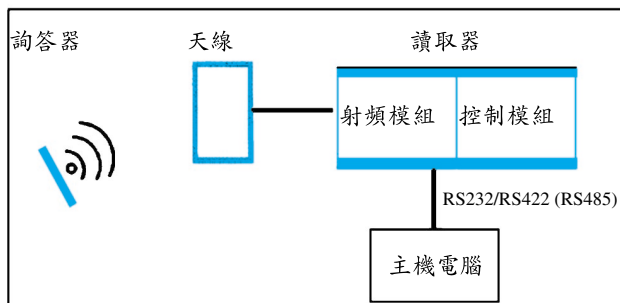 詢答器 天線 讀取器
射頻模組 控制模組
RS232/RS422 (RS485)
主機電腦